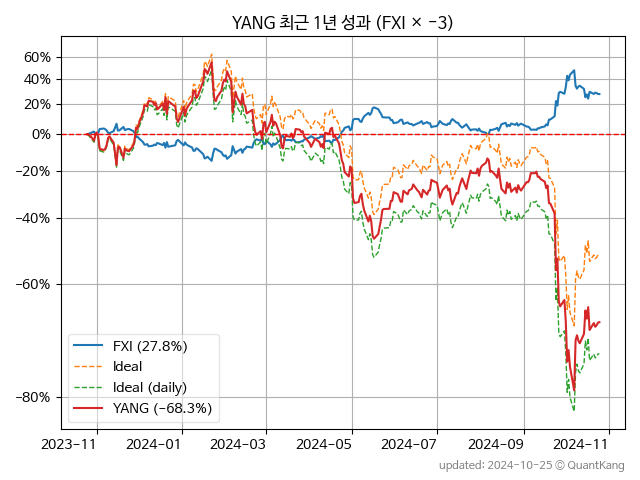 YANG 최근 1년 성과 (FXI × −3)
60%
40%
20%
0%
−20%
−40%
−60%
−80%
FXI (27.8%)
Ideal
Ideal (daily)
YANG (−68.3%)
2023−11
2024−01
2024−03
2024−05
2024−07
2024−09
2024−11
updated: 2024−10−25 ⓒ QuantKang